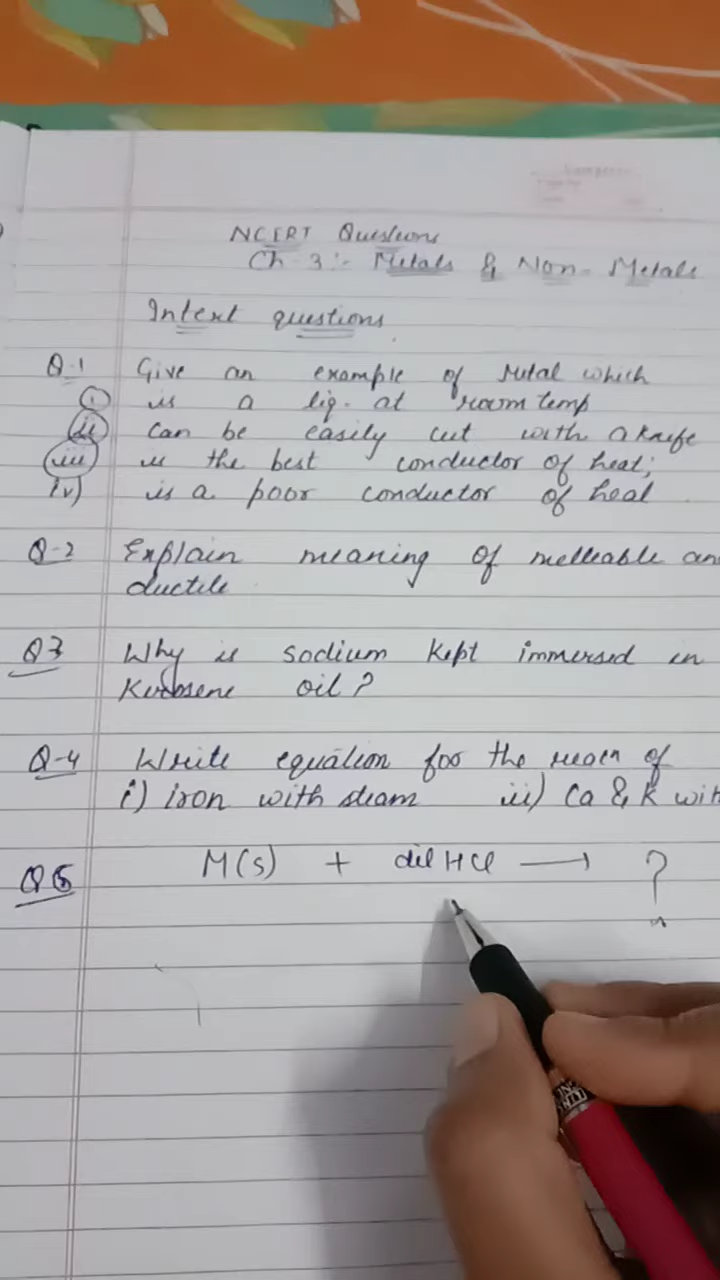 NCERT Questions
Ch-3:- Metals & Non-Metals
Intext questions
Q.1 Give an example of Metal which
i is a liq. at room temp
ii can be easily cut with a knife
iii is the best conductor of heat;
iv) is a poor conductor of heat
Q-2 Explain meaning of melleable an
ductile
Q3 Why is sodium kept immersed in
Kerosene oil?
Q-4 Write equation for the reacn of
i) iron with steam ii) Ca & K wit
Q5 M(s) + dil HCl → ?